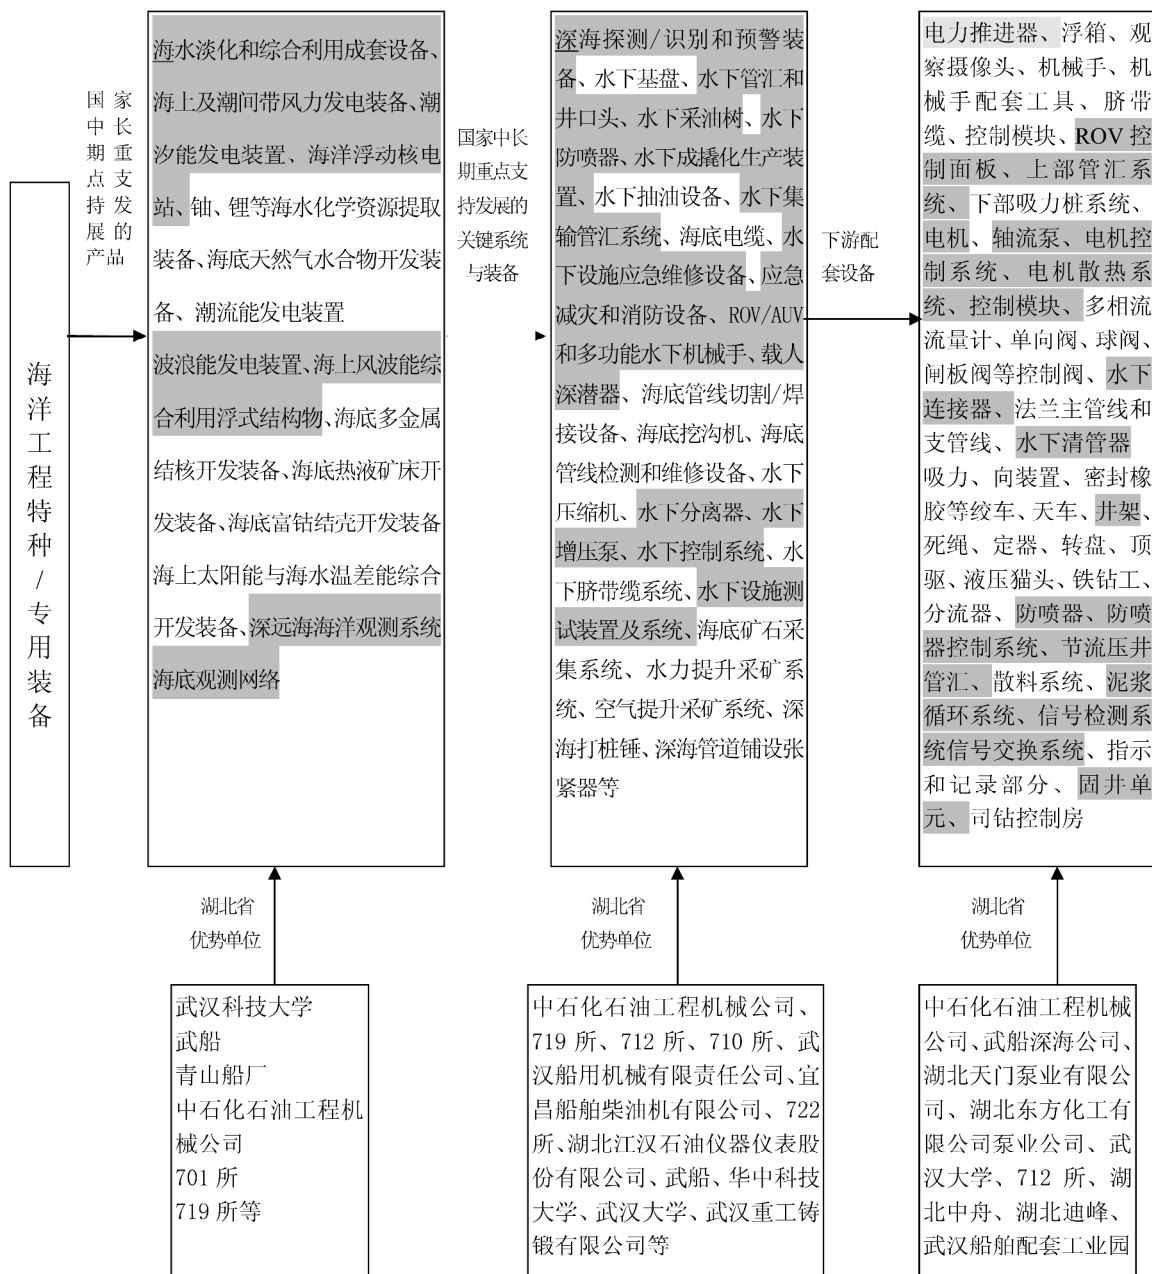 海洋工程特种/专用装备
国家
中长
期重
点支
持发
展的
产品
海水淡化和综合利用成套设备、
海上及潮间带风力发电装备、潮
汐能发电装置、海洋浮动核电
站、铀、锂等海水化学资源提取
装备、海底天然气水合物开发装
备、潮流能发电装置
波浪能发电装置、海上风波能综
合利用浮式结构物、海底多金属
结核开发装备、海底热液矿床开
发装备、海底富钴结壳开发装备
海上太阳能与海水温差能综合
开发装备、深远海海洋观测系统
海底观测网络
国家中长
期重点支
持发展的
关键系统
与装备
深海探测/识别和预警装
备、水下基盘、水下管汇和
井口头、水下采油树、水下
防喷器、水下成撬化生产装
置、水下抽油设备、水下集
输管汇系统、海底电缆、水
下设施应急维修设备、应急
减灾和消防设备、ROV/AUV
和多功能水下机械手、载人
深潜器、海底管线切割/焊
接设备、海底挖沟机、海底
管线检测和维修设备、水下
压缩机、水下分离器、水下
增压泵、水下控制系统、水
下脐带缆系统、水下设施测
试装置及系统、海底矿石采
集系统、水力提升采矿系
统、空气提升采矿系统、深
海打桩锤、深海管道铺设张
紧器等
下游配
套设备
电力推进器、浮箱、观
察摄像头、机械手、机
械手配套工具、脐带
缆、控制模块、ROV 控
制面板、上部管汇系
统、下部吸力桩系统、
电机、轴流泵、电机控
制系统、电机散热系
统、控制模块、多相流
流量计、单向阀、球阀、
闸板阀等控制阀、水下
连接器、法兰主管线和
支管线、水下清管器
吸力、向装置、密封橡
胶等绞车、天车、井架、
死绳、定器、转盘、顶
驱、液压猫头、铁钻工、
分流器、防喷器、防喷
器控制系统、节流压井
管汇、散料系统、泥浆
循环系统、信号检测系
统信号交换系统、指示
和记录部分、固井单
元、司钻控制房
湖北省
优势单位
湖北省
优势单位
湖北省
优势单位
武汉科技大学
武船
青山船厂
中石化石油工程机
械公司
701 所
719 所等
中石化石油工程机械公司、
719 所、712 所、710 所、武
汉船用机械有限责任公司、宜
昌船舶柴油机有限公司、722
所、湖北江汉石油仪器仪表股
份有限公司、武船、华中科技
大学、武汉大学、武汉重工铸
锻有限公司等
中石化石油工程机械
公司、武船深海公司、
湖北天门泵业有限公
司、湖北东方化工有
限公司泵业公司、武
汉大学、712 所、湖
北中舟、湖北迪峰、
武汉船舶配套工业园